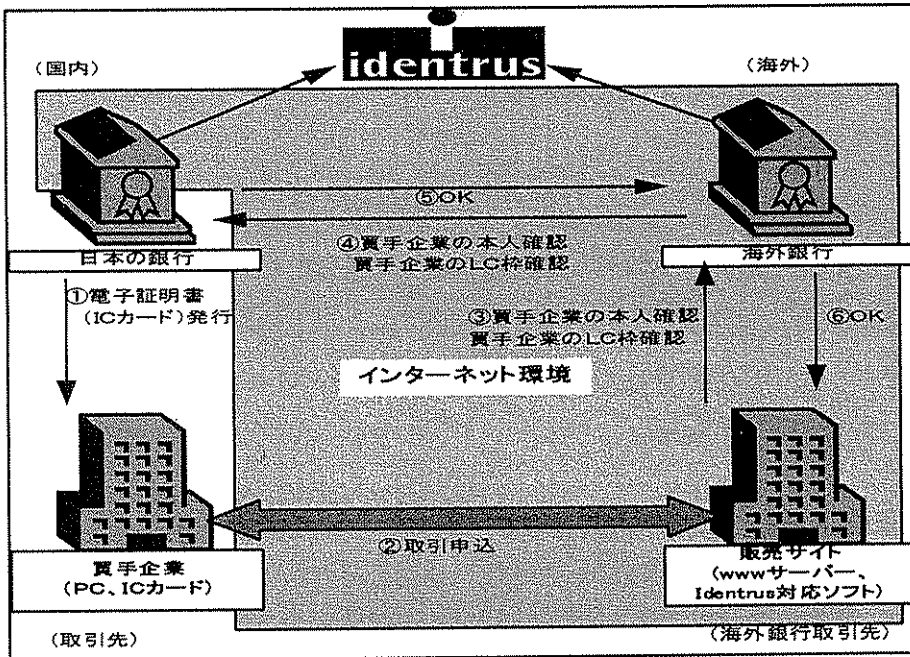 identrus
(国内)
(海外)
⑤OK
④買手企業の本人確認
買手企業のLC枠確認
日本の銀行
海外銀行
①電子証明書
(ICカード)発行
③買手企業の本人確認
買手企業のLC枠確認
⑥OK
インターネット環境
②取引申込
買手企業
(PC、ICカード)
販売サイト
(wwwサーバー、
Identrus対応ソフト)
(取引先)
(海外銀行取引先)